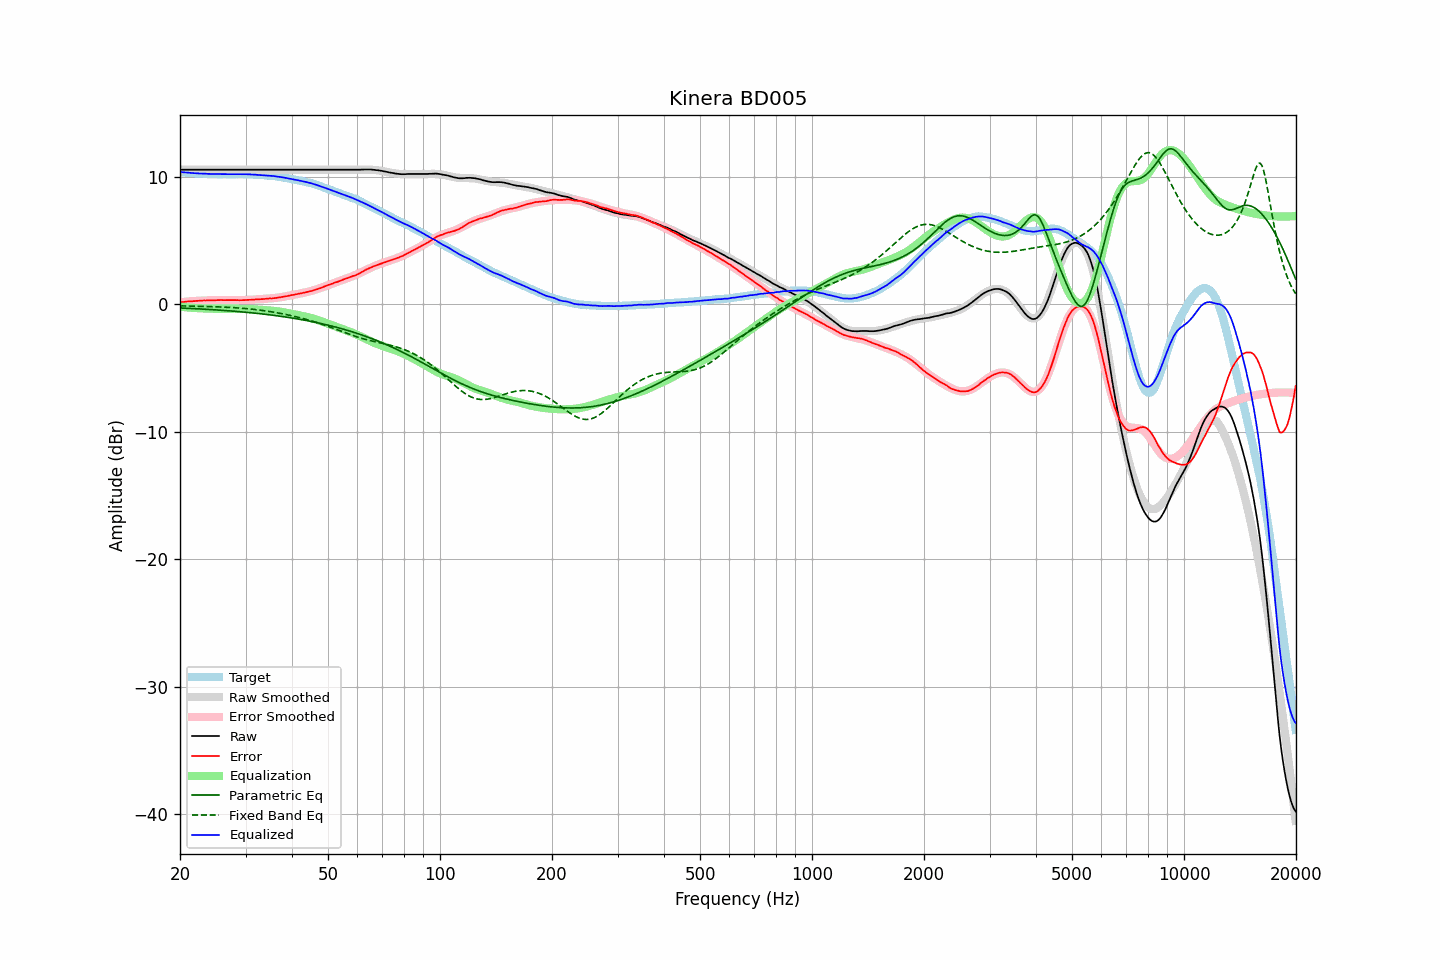 Kinera BD005
Amplitude (dBr)
10
0
−10
−20
−30
−40
Target
Raw Smoothed
Error Smoothed
Raw
Error
Equalization
Parametric Eq
Fixed Band Eq
Equalized
20 50 100 200 500 1000 2000 5000 10000 20000
Frequency (Hz)